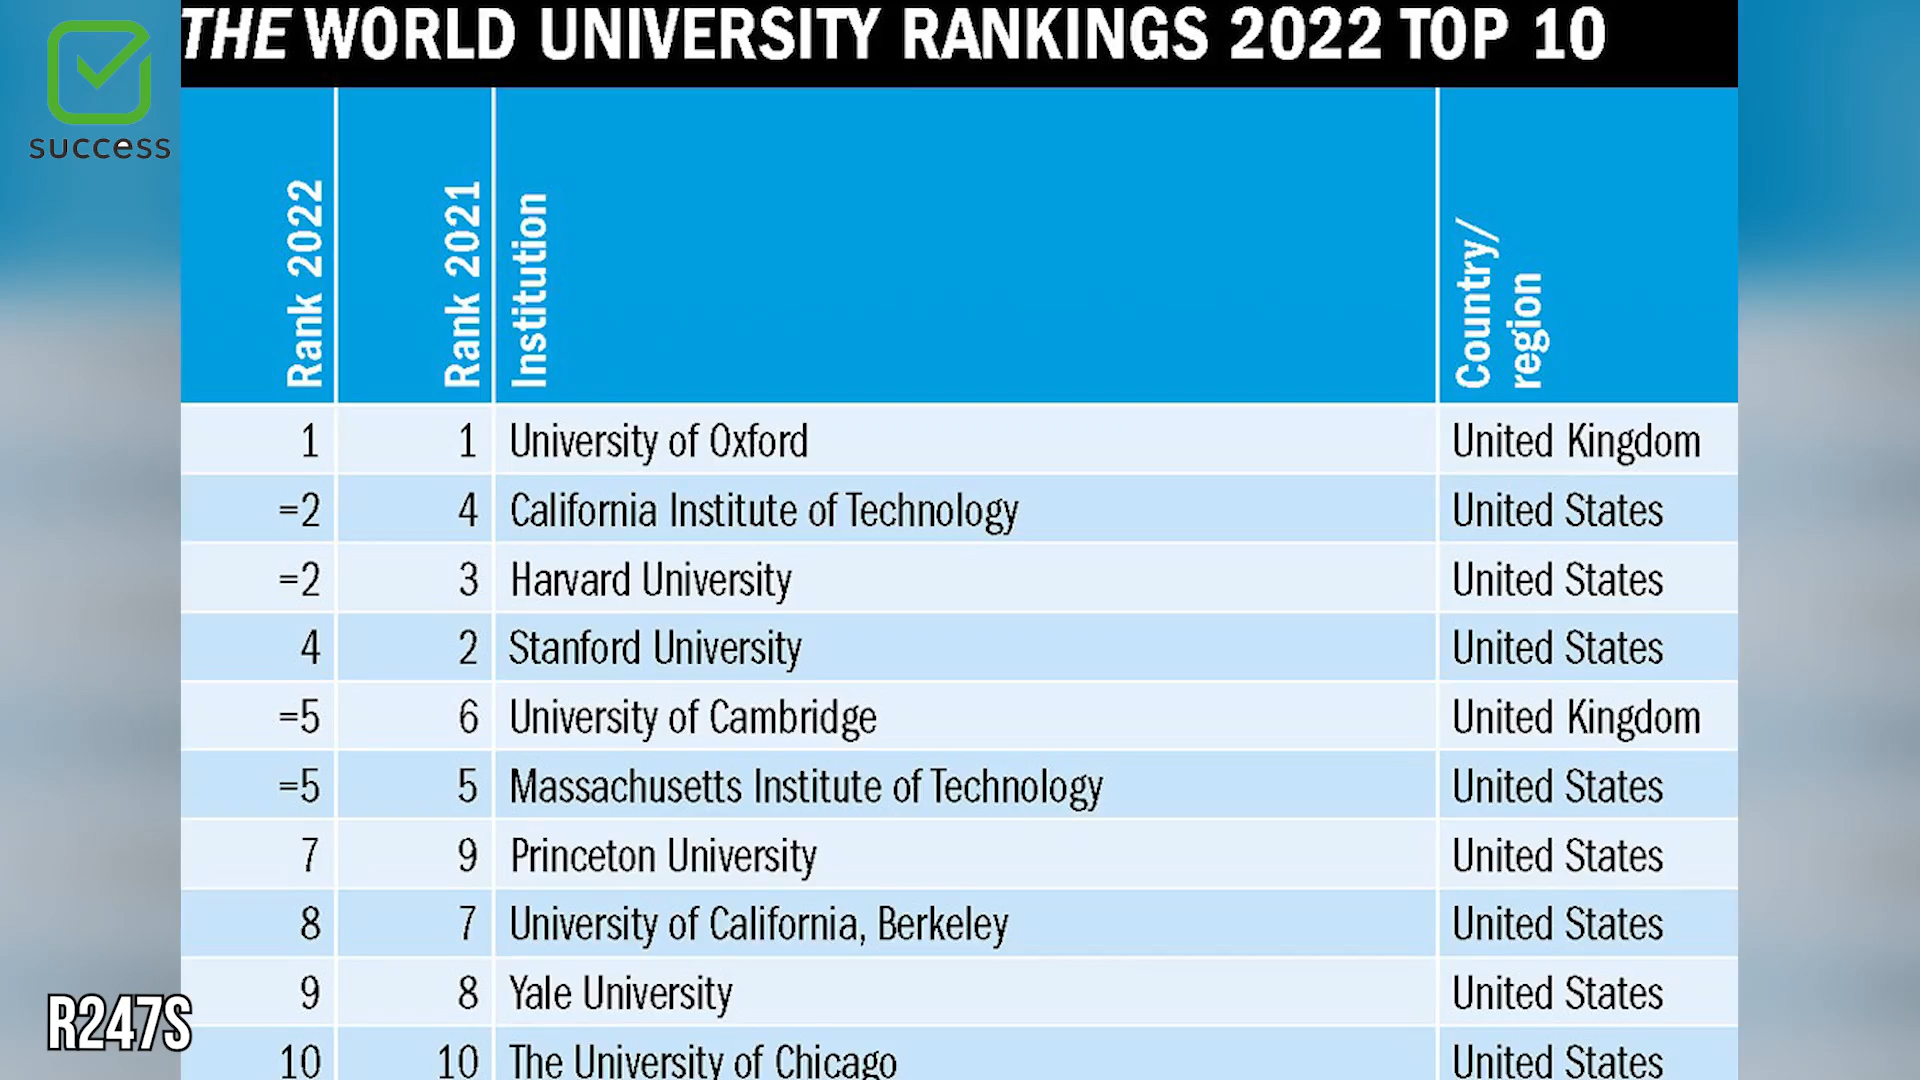 THE WORLD UNIVERSITY RANKINGS 2022 TOP 10
success
Rank 2022 Rank 2021 Institution Country/
region
1 1 University of Oxford United Kingdom
=2 4 California Institute of Technology United States
=2 3 Harvard University United States
4 2 Stanford University United States
=5 6 University of Cambridge United Kingdom
=5 5 Massachusetts Institute of Technology United States
7 9 Princeton University United States
8 7 University of California, Berkeley United States
9 8 Yale University United States
10 10 The University of Chicago United States
R247S